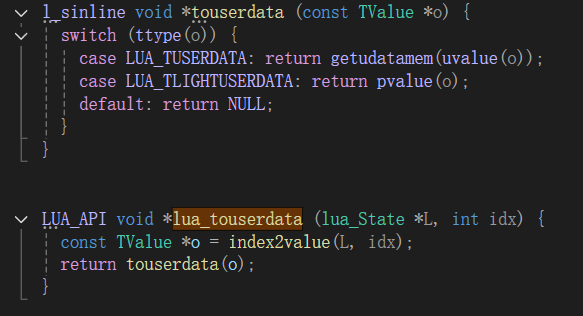 l_sinline void *touserdata (const TValue *o) {
  switch (ttype(o)) {
    case LUA_TUSERDATA: return getudatamem(uvalue(o));
    case LUA_TLIGHTUSERDATA: return pvalue(o);
    default: return NULL;
  }
}
LUA_API void *lua_touserdata (lua_State *L, int idx) {
  const TValue *o = index2value(L, idx);
  return touserdata(o);
}